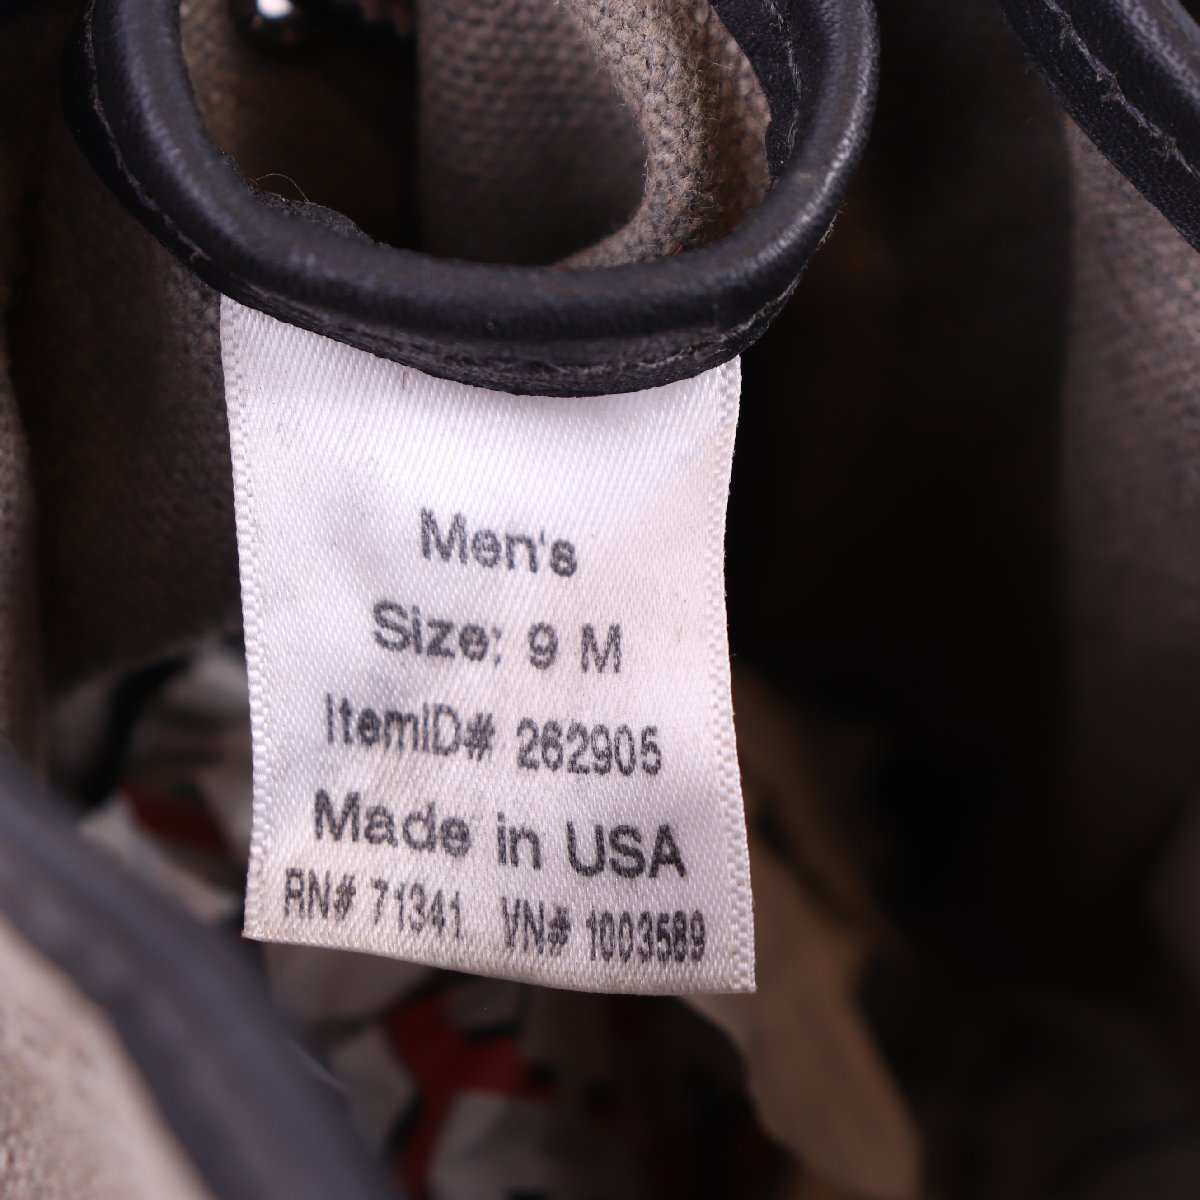 Men's
Size: 9 M
ItemID# 262905
Made in USA
RN# 71341 VN# 1003589